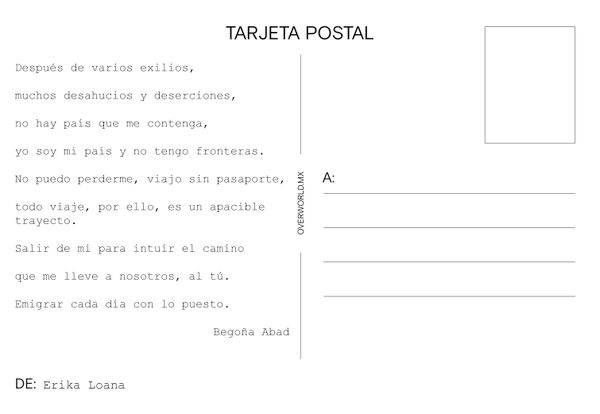 TARJETA POSTAL
Después de varios exilios,
muchos desahucios y deserciones,
no hay país que me contenga,
yo soy mi país y no tengo fronteras.
No puedo perderme, viajo sin pasaporte,
todo viaje, por ello, es un apacible
trayecto.
Salir de mí para intuir el camino
que me lleve a nosotros, al tú.
Emigrar cada día con lo puesto.
Begoña Abad
DE: Erika Loana
OVERWORLD.MX
A: